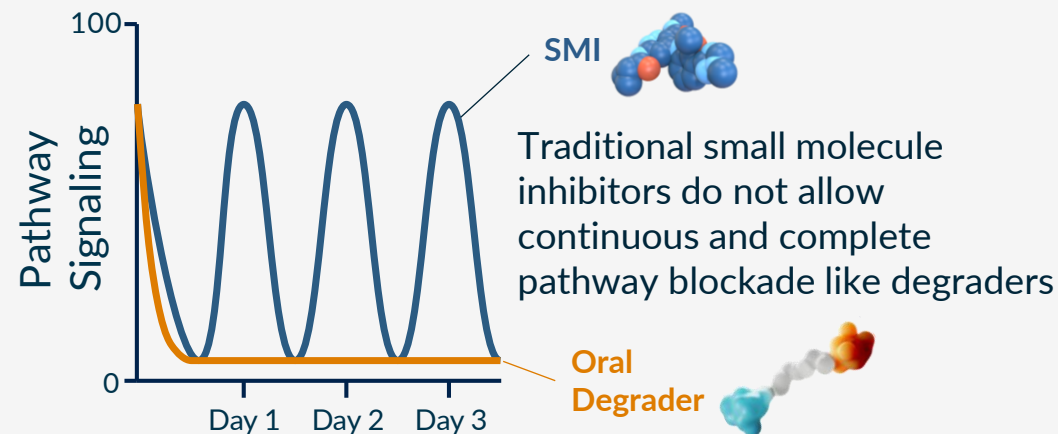 100
Pathway
Signaling
0
Day 1
Day 2
Day 3
SMI
Traditional small molecule
inhibitors do not allow
continuous and complete
pathway blockade like degraders
Oral
Degrader